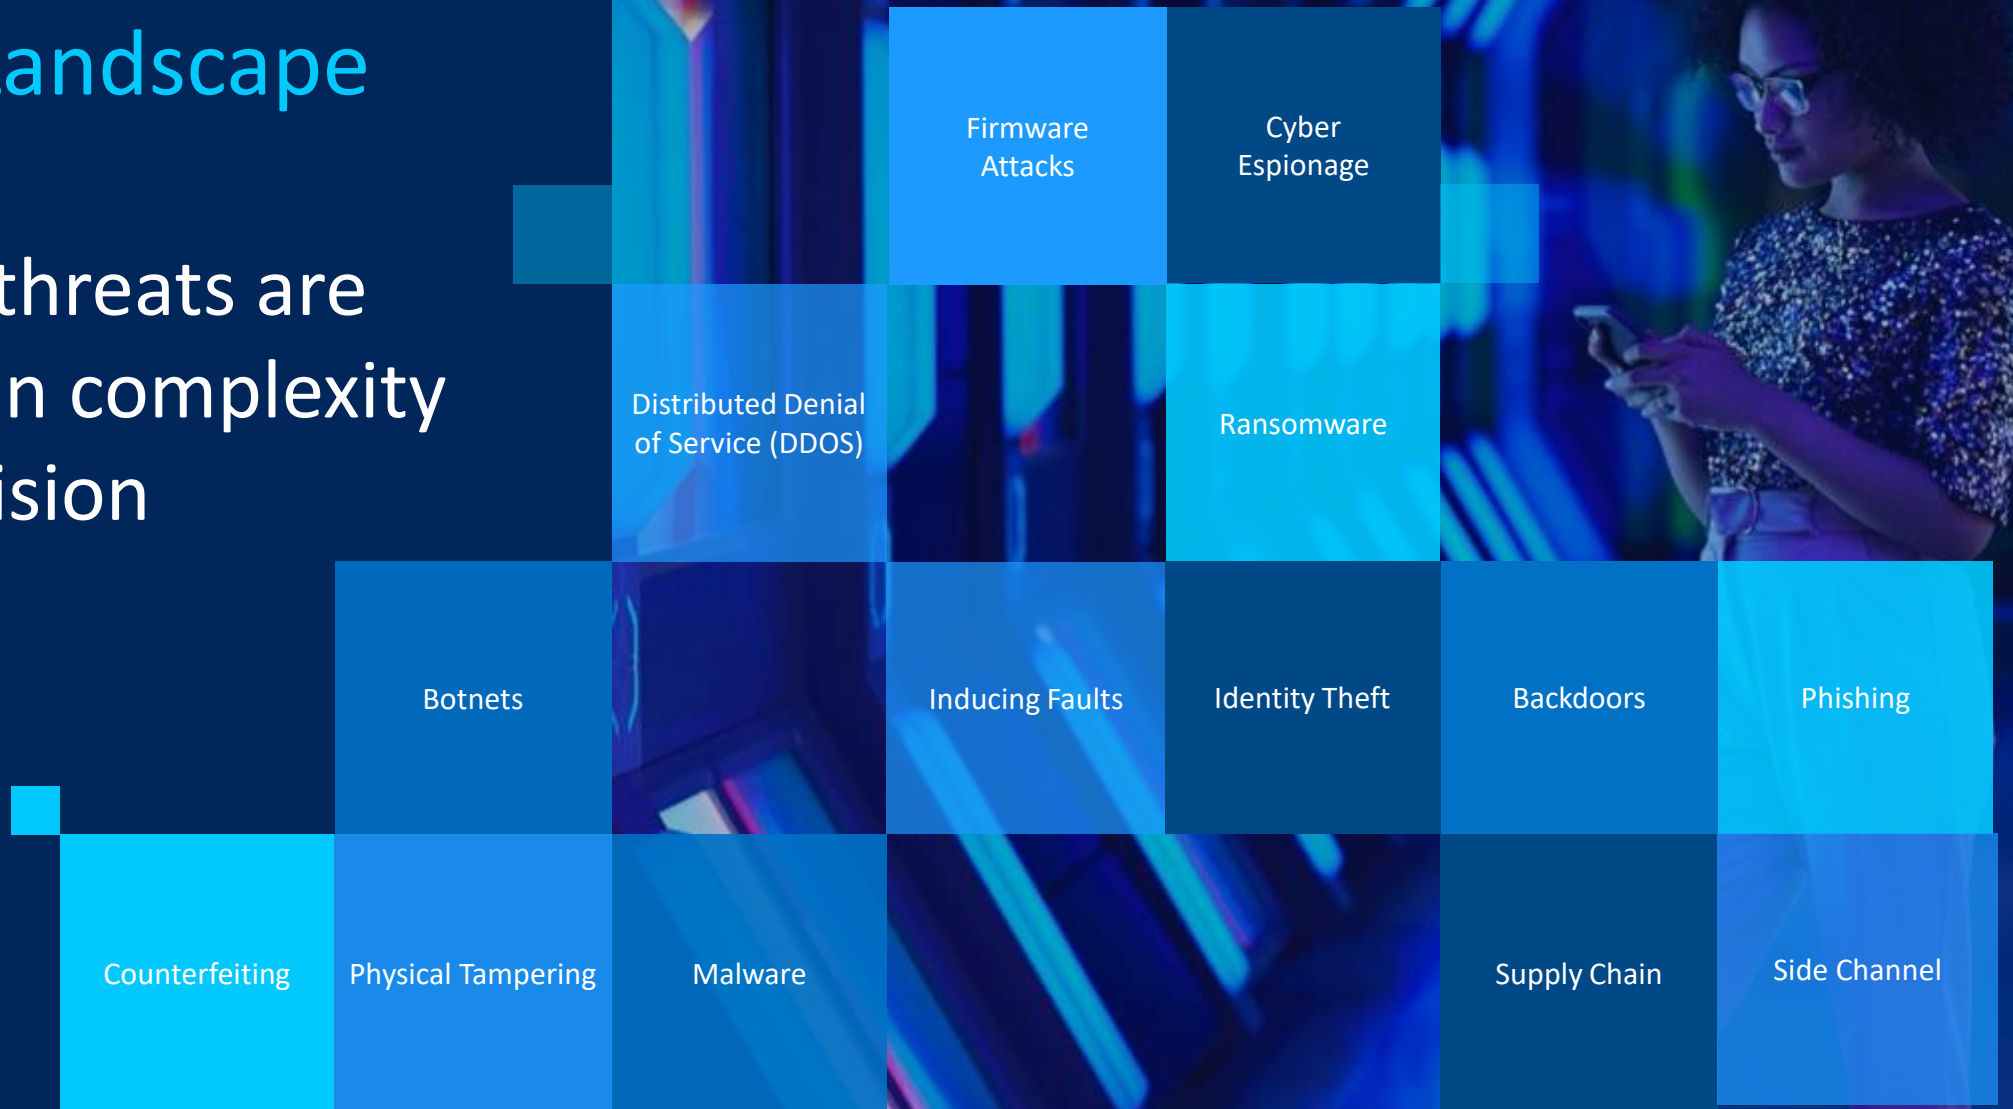 Landscape
threats are
n complexity
ision
Firmware
Attacks
Cyber
Espionage
Distributed Denial
of Service (DDOS)
Ransomware
Botnets
Inducing Faults
Identity Theft
Backdoors
Phishing
Counterfeiting
Physical Tampering
Malware
Supply Chain
Side Channel